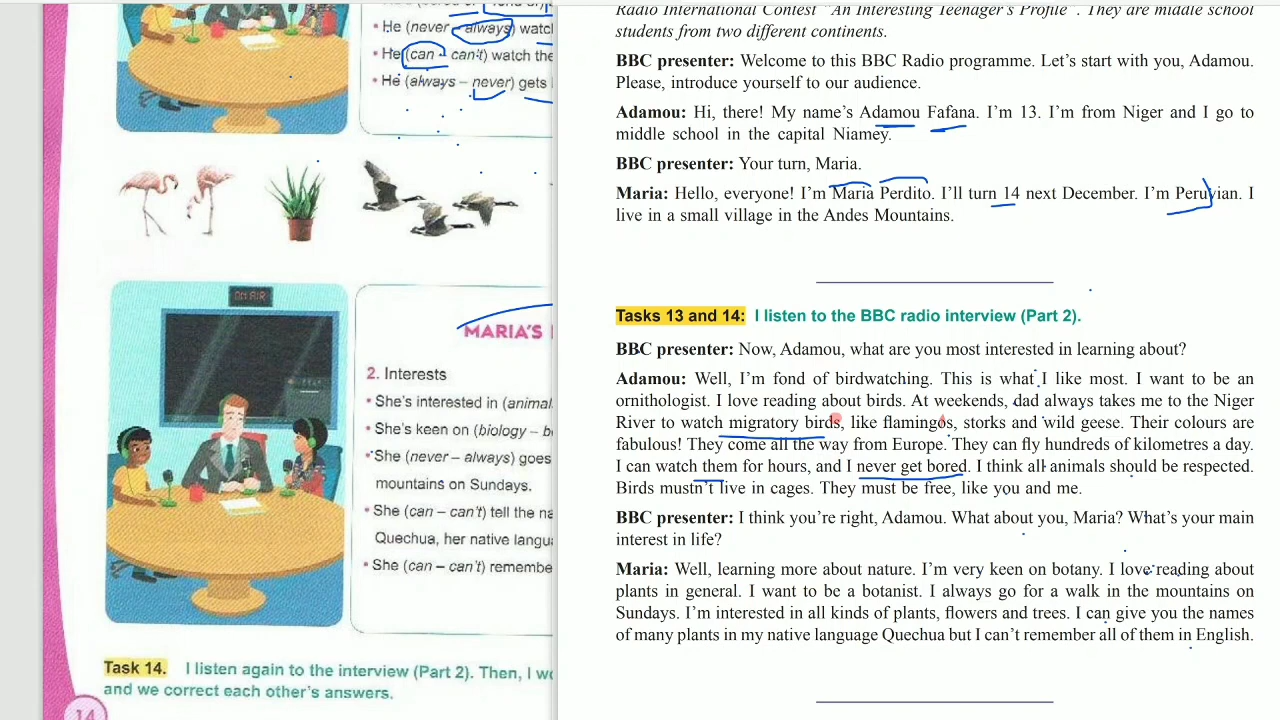 • He (never – always) watch
• He (can – can't) watch the
• He (always – never) gets
ON AIR
MARIA'S
2. Interests
• She's interested in (animal
• She's keen on (biology – b
• She (never – always) goes
mountains on Sundays.
• She (can – can't) tell the na
Quechua, her native langu
• She (can – can't) remembe
Task 14. I listen again to the interview (Part 2). Then, I w
and we correct each other's answers.
14
Radio International Contest "An Interesting Teenager's Profile". They are middle school
students from two different continents.
BBC presenter: Welcome to this BBC Radio programme. Let's start with you, Adamou.
Please, introduce yourself to our audience.
Adamou: Hi, there! My name's Adamou Fafana. I'm 13. I'm from Niger and I go to
middle school in the capital Niamey.
BBC presenter: Your turn, Maria.
Maria: Hello, everyone! I'm Maria Perdito. I'll turn 14 next December. I'm Peruvian. I
live in a small village in the Andes Mountains.
Tasks 13 and 14: I listen to the BBC radio interview (Part 2).
BBC presenter: Now, Adamou, what are you most interested in learning about?
Adamou: Well, I'm fond of birdwatching. This is what I like most. I want to be an
ornithologist. I love reading about birds. At weekends, dad always takes me to the Niger
River to watch migratory birds, like flamingos, storks and wild geese. Their colours are
fabulous! They come all the way from Europe. They can fly hundreds of kilometres a day.
I can watch them for hours, and I never get bored. I think all animals should be respected.
Birds mustn't live in cages. They must be free, like you and me.
BBC presenter: I think you're right, Adamou. What about you, Maria? What's your main
interest in life?
Maria: Well, learning more about nature. I'm very keen on botany. I love reading about
plants in general. I want to be a botanist. I always go for a walk in the mountains on
Sundays. I'm interested in all kinds of plants, flowers and trees. I can give you the names
of many plants in my native language Quechua but I can't remember all of them in English.